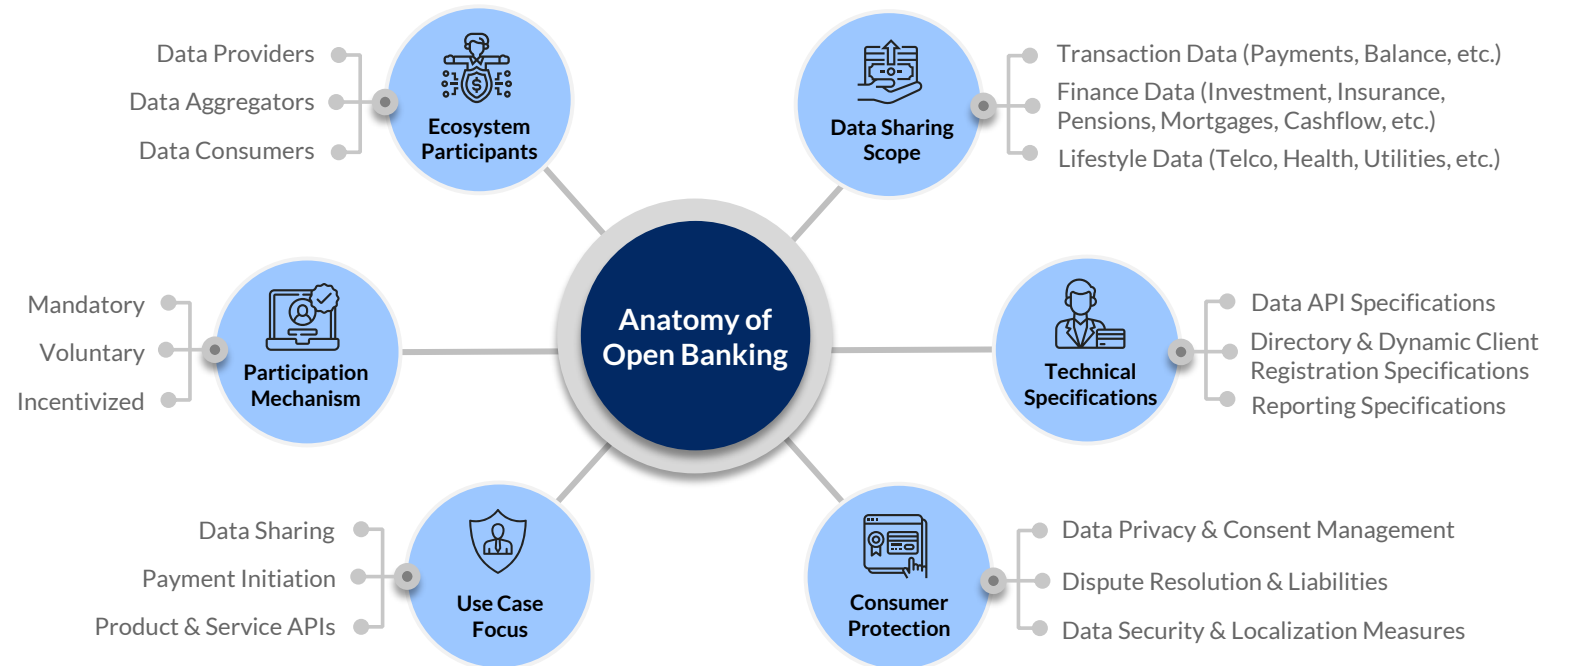 Data Providers
Data Aggregators
Data Consumers
Ecosystem
Participants
Data Sharing
Scope
Transaction Data (Payments, Balance, etc.)
Finance Data (Investment, Insurance,
Pensions, Mortgages, Cashflow, etc.)
Lifestyle Data (Telco, Health, Utilities, etc.)
Mandatory
Voluntary
Incentivized
Participation
Mechanism
Anatomy of
Open Banking
Technical
Specifications
Data API Specifications
Directory & Dynamic Client
Registration Specifications
Reporting Specifications
Data Sharing
Payment Initiation
Product & Service APIs
Use Case
Focus
Consumer
Protection
Data Privacy & Consent Management
Dispute Resolution & Liabilities
Data Security & Localization Measures